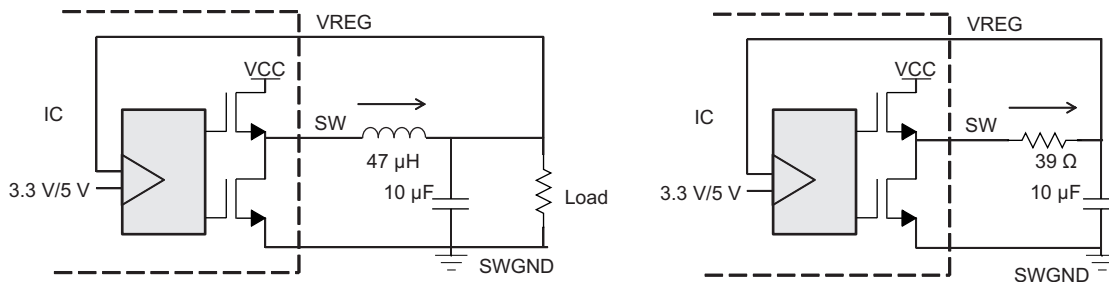 VREG
VCC
IC
SW
47 µH
3.3 V/5 V
10 µF
Load
SWGND
VREG
VCC
IC
SW
39 Ω
3.3 V/5 V
10 µF
SWGND